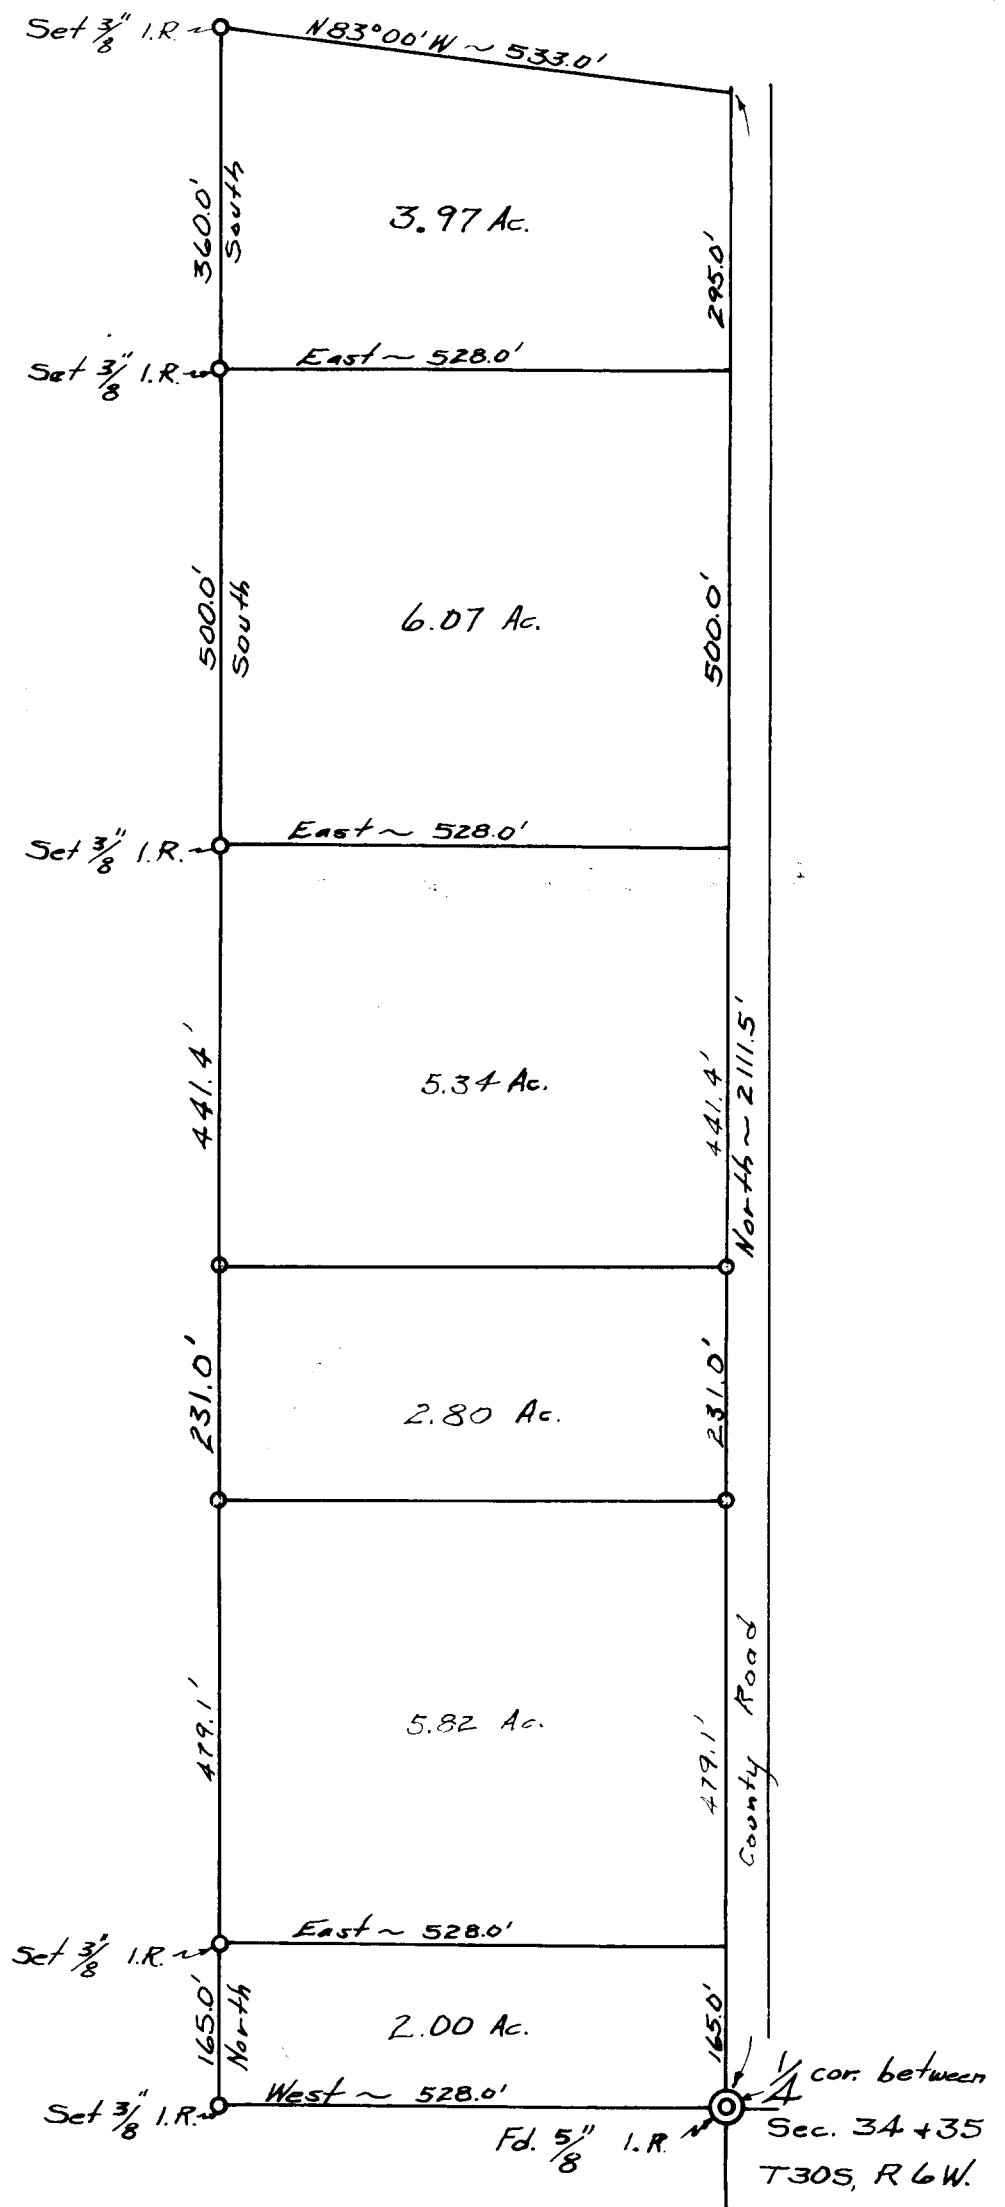 Set 3/8" I.R.
N83°00'W ~ 533.0'
360.0'
South
3.97 Ac.
295.0'
Set 3/8" I.R.
East ~ 528.0'
500.0'
South
6.07 Ac.
500.0'
Set 3/8" I.R.
East ~ 528.0'
441.4'
5.34 Ac.
441.4'
North ~ 2111.5'
231.0'
2.80 Ac.
231.0'
479.1'
5.82 Ac.
479.1'
County Road
Set 3/8" I.R.
East ~ 528.0'
165.0'
North
2.00 Ac.
165.0'
Set 3/8" I.R.
West ~ 528.0'
Fd. 5/8" I.R.
1/4 cor. between
Sec. 34 + 35
T30S, R6W.